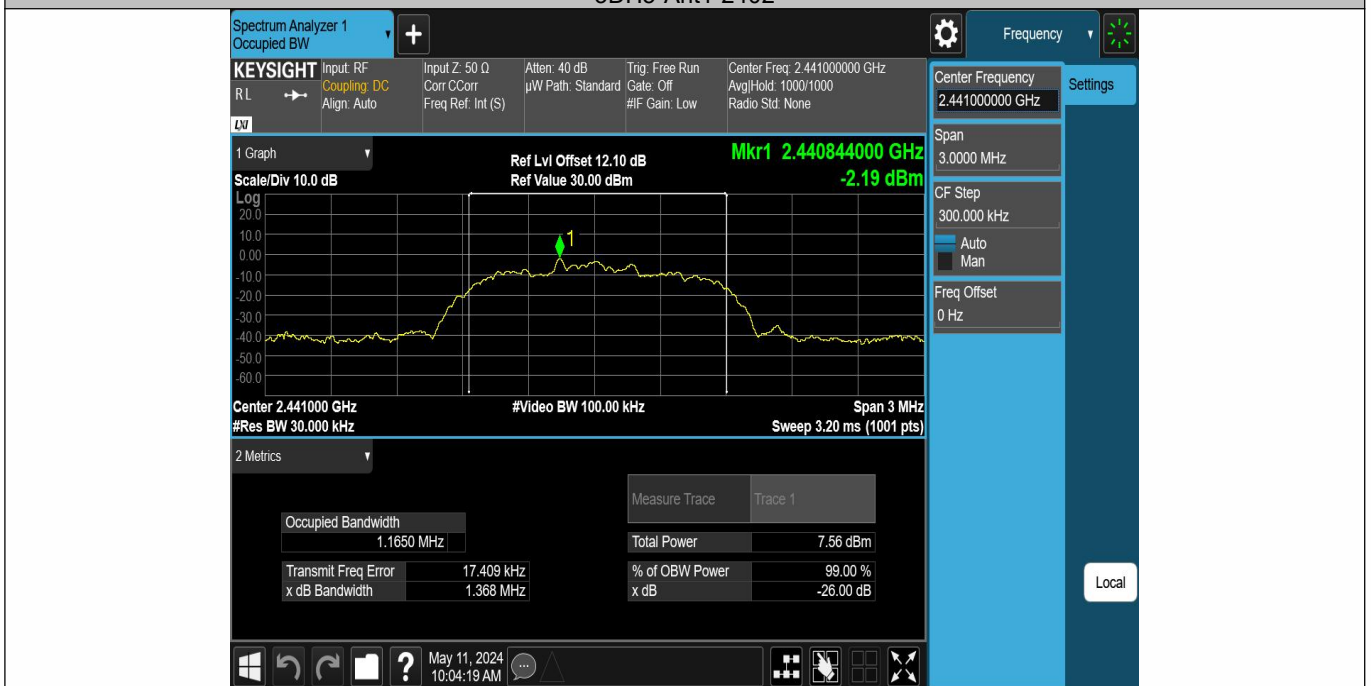 Spectrum Analyzer 1
Occupied BW
+
Frequency
KEYSIGHT
RL
LXI
Input: RF
Coupling: DC
Align: Auto
Input Z: 50 Ω
Corr CCorr
Freq Ref: Int (S)
Atten: 40 dB
µW Path: Standard
Trig: Free Run
Gate: Off
#IF Gain: Low
Center Freq: 2.441000000 GHz
Avg|Hold: 1000/1000
Radio Std: None
Center Frequency
2.441000000 GHz
Settings
Span
3.0000 MHz
CF Step
300.000 kHz
Auto
Man
Freq Offset
0 Hz
Local
1 Graph
Scale/Div 10.0 dB
Ref Lvl Offset 12.10 dB
Ref Value 30.00 dBm
Mkr1 2.440844000 GHz
-2.19 dBm
Log
20.0
10.0
0.00
-10.0
-20.0
-30.0
-40.0
-50.0
-60.0
1
Center 2.441000 GHz
#Res BW 30.000 kHz
#Video BW 100.00 kHz
Span 3 MHz
Sweep 3.20 ms (1001 pts)
2 Metrics
Measure Trace Trace 1
Occupied Bandwidth
1.1650 MHz
Total Power 7.56 dBm
Transmit Freq Error 17.409 kHz
% of OBW Power 99.00 %
x dB Bandwidth 1.368 MHz
x dB -26.00 dB
?
May 11, 2024
10:04:19 AM